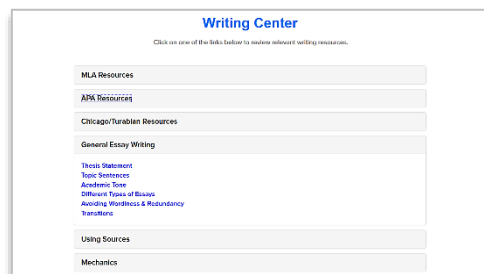 Writing Center
Click on one of the links below to review relevant writing resources.
MLA Resources
APA Resources
Chicago/Turabian Resources
General Essay Writing
Thesis Statement
Topic Sentences
Academic Tone
Different Types of Essays
Avoiding Wordiness & Redundancy
Transitions
Using Sources
Mechanics